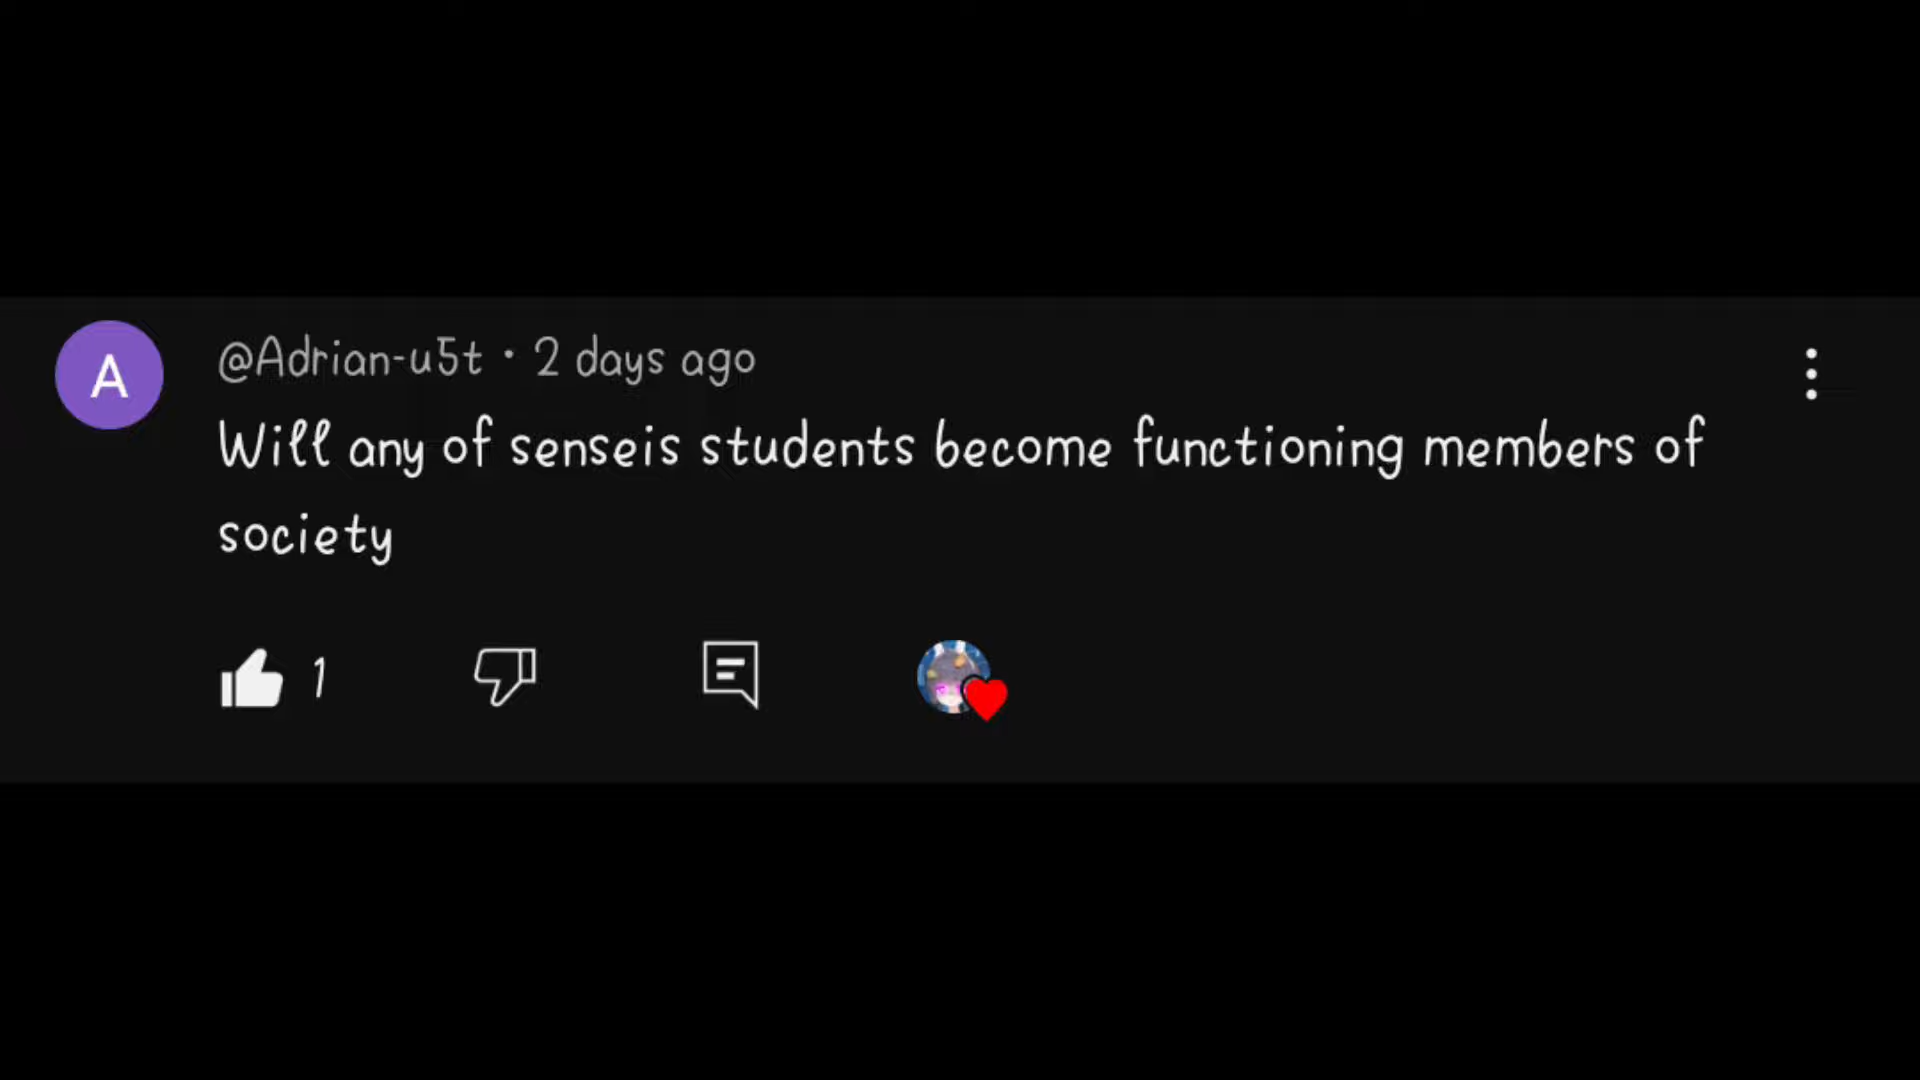 A
@Adrian-u5t · 2 days ago
Will any of senseis students become functioning members of
society
1